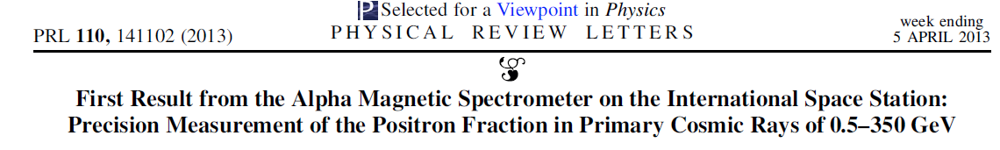 Selected for a Viewpoint in Physics
PRL 110, 141102 (2013)
PHYSICAL REVIEW LETTERS
week ending
5 APRIL 2013
First Result from the Alpha Magnetic Spectrometer on the International Space Station:
Precision Measurement of the Positron Fraction in Primary Cosmic Rays of 0.5–350 GeV